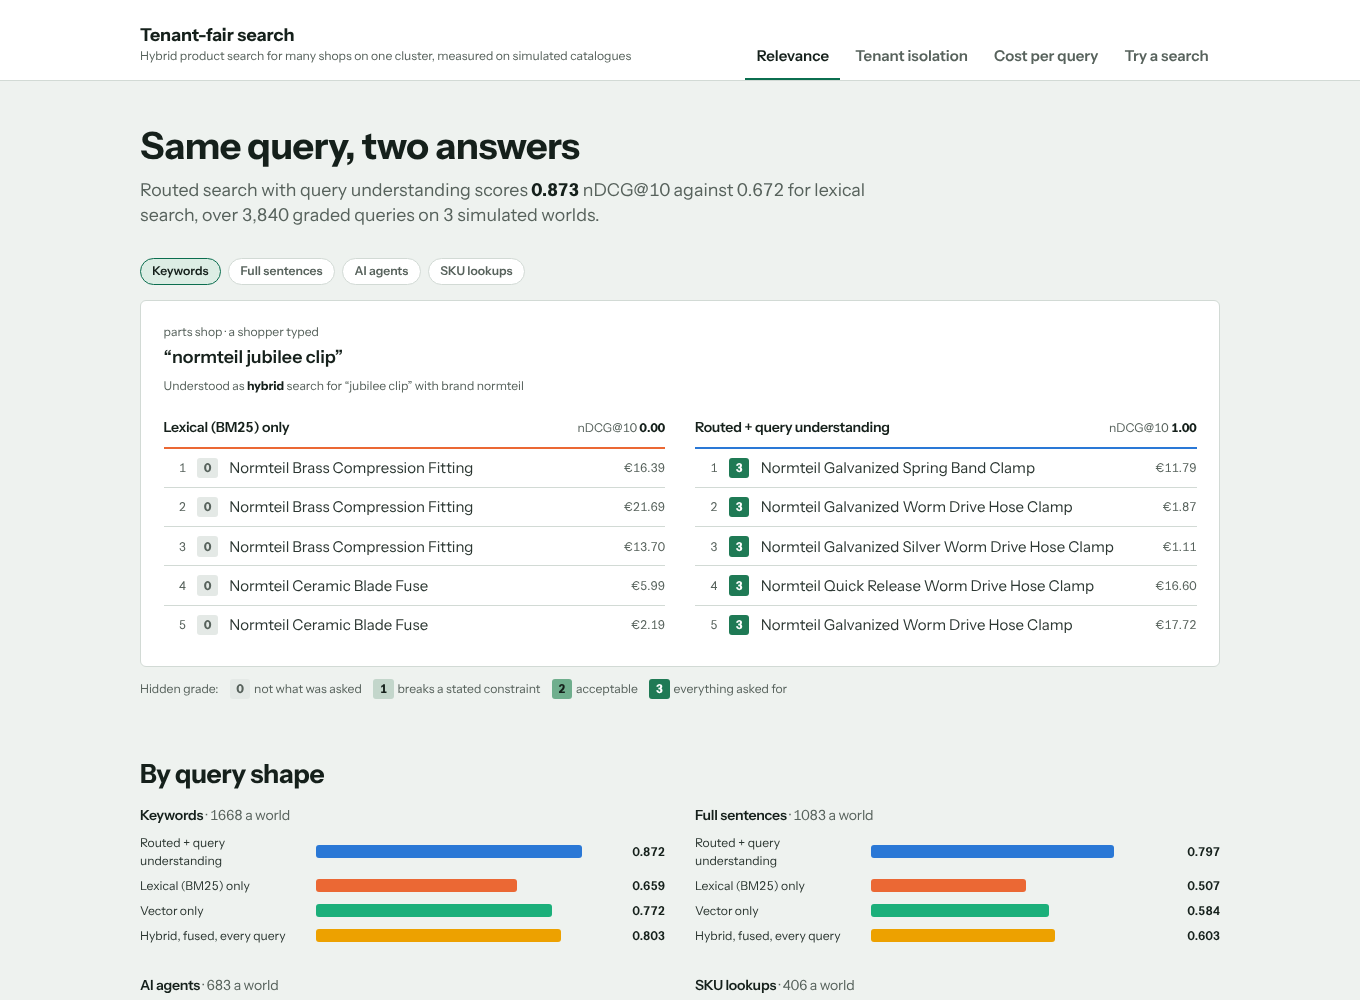 Tenant-fair search
Hybrid product search for many shops on one cluster, measured on simulated catalogues
Relevance
Tenant isolation
Cost per query
Try a search
Same query, two answers
Routed search with query understanding scores 0.873 nDCG@10 against 0.672 for lexical
search, over 3,840 graded queries on 3 simulated worlds.
Keywords
Full sentences
AI agents
SKU lookups
parts shop · a shopper typed
“normteil jubilee clip”
Understood as hybrid search for “jubilee clip” with brand normteil
Lexical (BM25) only nDCG@10 0.00
1 0 Normteil Brass Compression Fitting €16.39
2 0 Normteil Brass Compression Fitting €21.69
3 0 Normteil Brass Compression Fitting €13.70
4 0 Normteil Ceramic Blade Fuse €5.99
5 0 Normteil Ceramic Blade Fuse €2.19
Routed + query understanding nDCG@10 1.00
1 3 Normteil Galvanized Spring Band Clamp €11.79
2 3 Normteil Galvanized Worm Drive Hose Clamp €1.87
3 3 Normteil Galvanized Silver Worm Drive Hose Clamp €1.11
4 3 Normteil Quick Release Worm Drive Hose Clamp €16.60
5 3 Normteil Galvanized Worm Drive Hose Clamp €17.72
Hidden grade: 0 not what was asked 1 breaks a stated constraint 2 acceptable 3 everything asked for
By query shape
Keywords · 1668 a world
Routed + query
understanding 0.872
Lexical (BM25) only 0.659
Vector only 0.772
Hybrid, fused, every query 0.803
Full sentences · 1083 a world
Routed + query
understanding 0.797
Lexical (BM25) only 0.507
Vector only 0.584
Hybrid, fused, every query 0.603
AI agents · 683 a world
SKU lookups · 406 a world